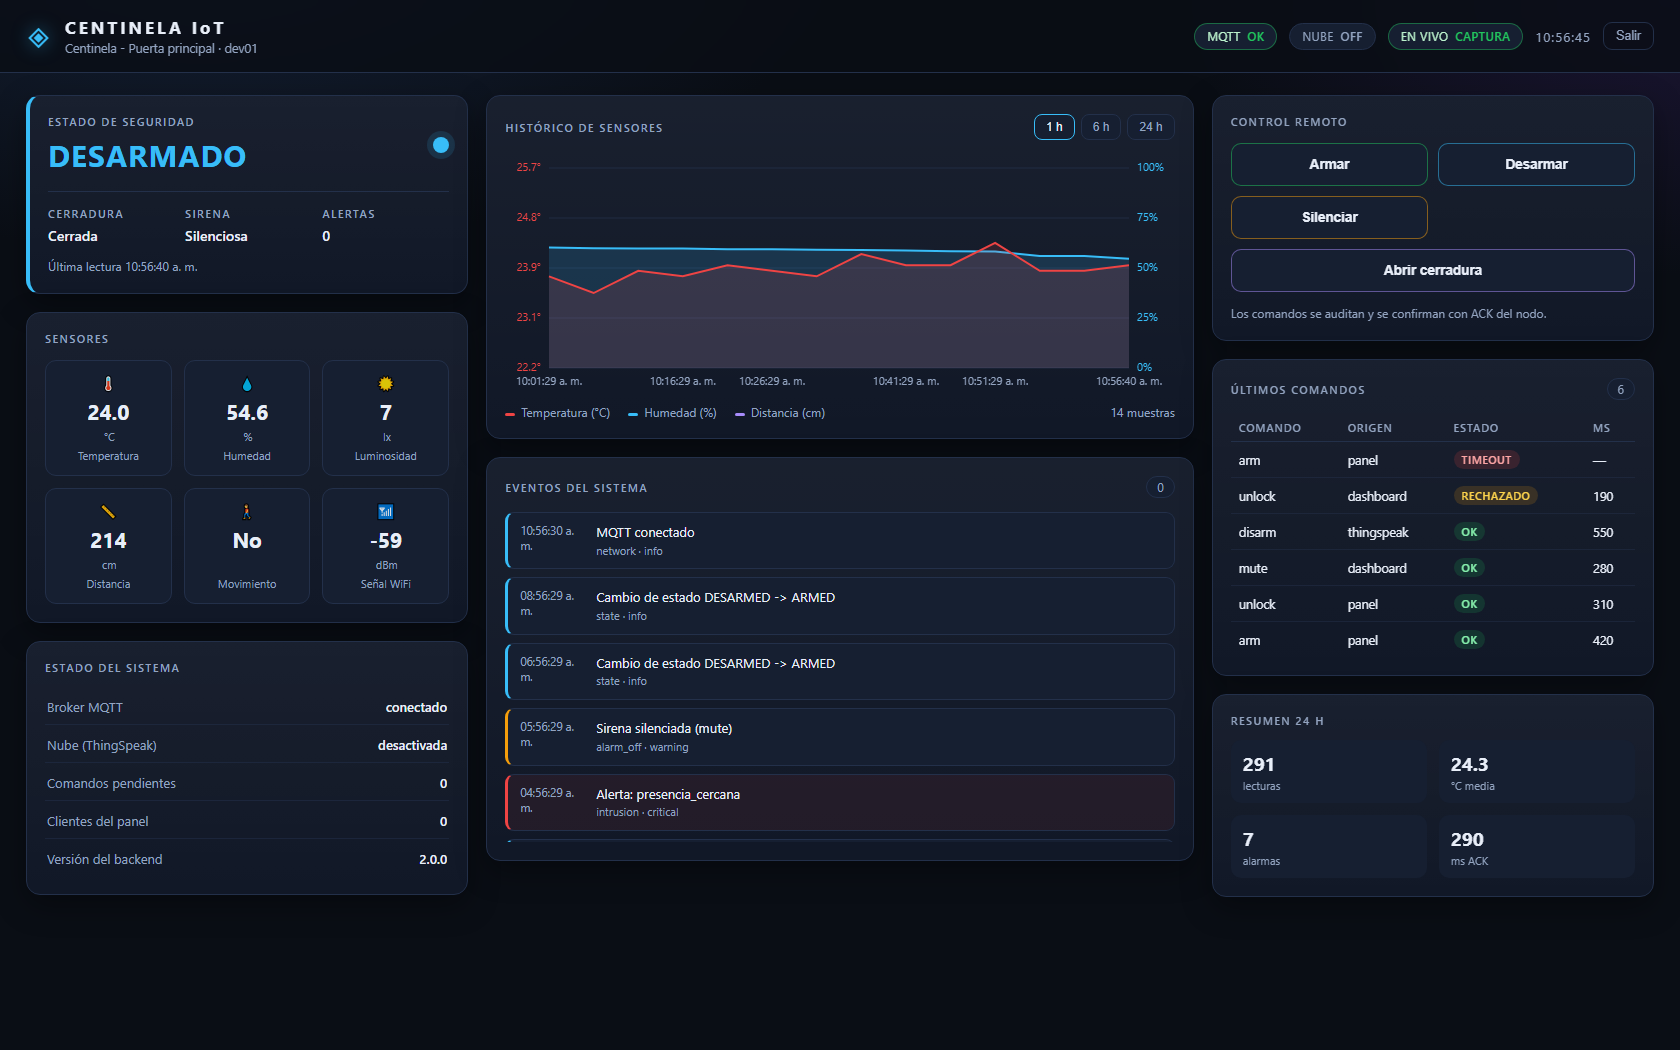 CENTINELA IoT
Centinela - Puerta principal · dev01
MQTT OK
NUBE OFF
EN VIVO CAPTURA
10:56:45
Salir
ESTADO DE SEGURIDAD
DESARMADO
CERRADURA SIRENA ALERTAS
Cerrada Silenciosa 0
Última lectura 10:56:40 a. m.
SENSORES
24.0 54.6 7
°C % lx
Temperatura Humedad Luminosidad
214 No -59
cm dBm
Distancia Movimiento Señal WiFi
ESTADO DEL SISTEMA
Broker MQTT conectado
Nube (ThingSpeak) desactivada
Comandos pendientes 0
Clientes del panel 0
Versión del backend 2.0.0
HISTÓRICO DE SENSORES
1 h 6 h 24 h
25.7° 100%
24.8° 75%
23.9° 50%
23.1° 25%
22.2° 0%
10:01:29 a. m. 10:16:29 a. m. 10:26:29 a. m. 10:41:29 a. m. 10:51:29 a. m. 10:56:40 a. m.
Temperatura (°C) Humedad (%) Distancia (cm) 14 muestras
EVENTOS DEL SISTEMA 0
10:56:30 a. m.
MQTT conectado
network · info
08:56:29 a. m.
Cambio de estado DESARMED -> ARMED
state · info
06:56:29 a. m.
Cambio de estado DESARMED -> ARMED
state · info
05:56:29 a. m.
Sirena silenciada (mute)
alarm_off · warning
04:56:29 a. m.
Alerta: presencia_cercana
intrusion · critical
CONTROL REMOTO
Armar Desarmar
Silenciar
Abrir cerradura
Los comandos se auditan y se confirman con ACK del nodo.
ÚLTIMOS COMANDOS 6
COMANDO ORIGEN ESTADO MS
arm panel TIMEOUT —
unlock dashboard RECHAZADO 190
disarm thingspeak OK 550
mute dashboard OK 280
unlock panel OK 310
arm panel OK 420
RESUMEN 24 H
291 24.3
lecturas °C media
7 290
alarmas ms ACK